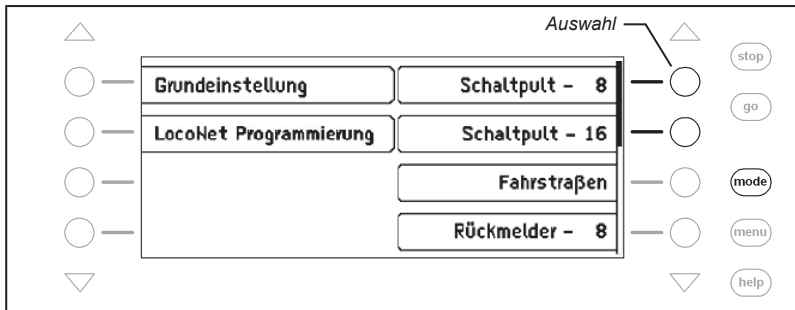 Auswahl
stop
Grundeinstellung
Schaltpult - 8
go
LocoNet Programmierung
Schaltpult - 16
Fahrstraßen
mode
Rückmelder - 8
menu
help